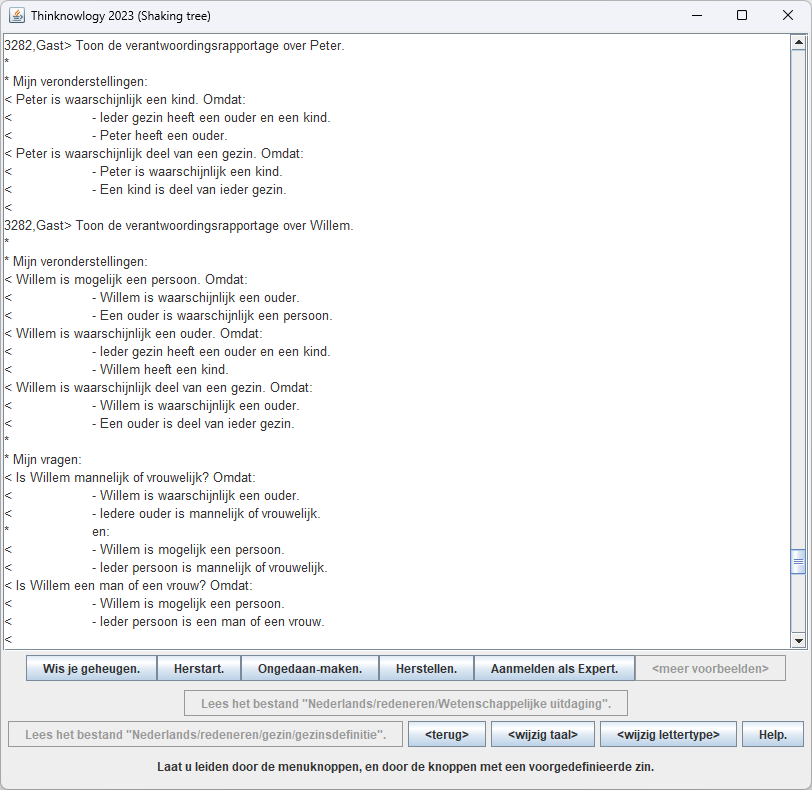 Thinknowlogy 2023 (Shaking tree)
3282,Gast> Toon de verantwoordingsrapportage over Peter.
*
* Mijn veronderstellingen:
< Peter is waarschijnlijk een kind. Omdat:
< - Ieder gezin heeft een ouder en een kind.
< - Peter heeft een ouder.
< Peter is waarschijnlijk deel van een gezin. Omdat:
< - Peter is waarschijnlijk een kind.
< - Een kind is deel van ieder gezin.
<
3282,Gast> Toon de verantwoordingsrapportage over Willem.
*
* Mijn veronderstellingen:
< Willem is mogelijk een persoon. Omdat:
< - Willem is waarschijnlijk een ouder.
< - Een ouder is waarschijnlijk een persoon.
< Willem is waarschijnlijk een ouder. Omdat:
< - Ieder gezin heeft een ouder en een kind.
< - Willem heeft een kind.
< Willem is waarschijnlijk deel van een gezin. Omdat:
< - Willem is waarschijnlijk een ouder.
< - Een ouder is deel van ieder gezin.
*
* Mijn vragen:
< Is Willem mannelijk of vrouwelijk? Omdat:
< - Willem is waarschijnlijk een ouder.
< - Iedere ouder is mannelijk of vrouwelijk.
* en:
< - Willem is mogelijk een persoon.
< - Ieder persoon is mannelijk of vrouwelijk.
< Is Willem een man of een vrouw? Omdat:
< - Willem is mogelijk een persoon.
< - Ieder persoon is een man of een vrouw.
<
Wis je geheugen. Herstart. Ongedaan-maken. Herstellen. Aanmelden als Expert. <meer voorbeelden>
Lees het bestand "Nederlands/redeneren/Wetenschappelijke uitdaging".
Lees het bestand "Nederlands/redeneren/gezin/gezinsdefinitie". <terug> <wijzig taal> <wijzig lettertype> Help.
Laat u leiden door de menuknoppen, en door de knoppen met een voorgedefinieerde zin.